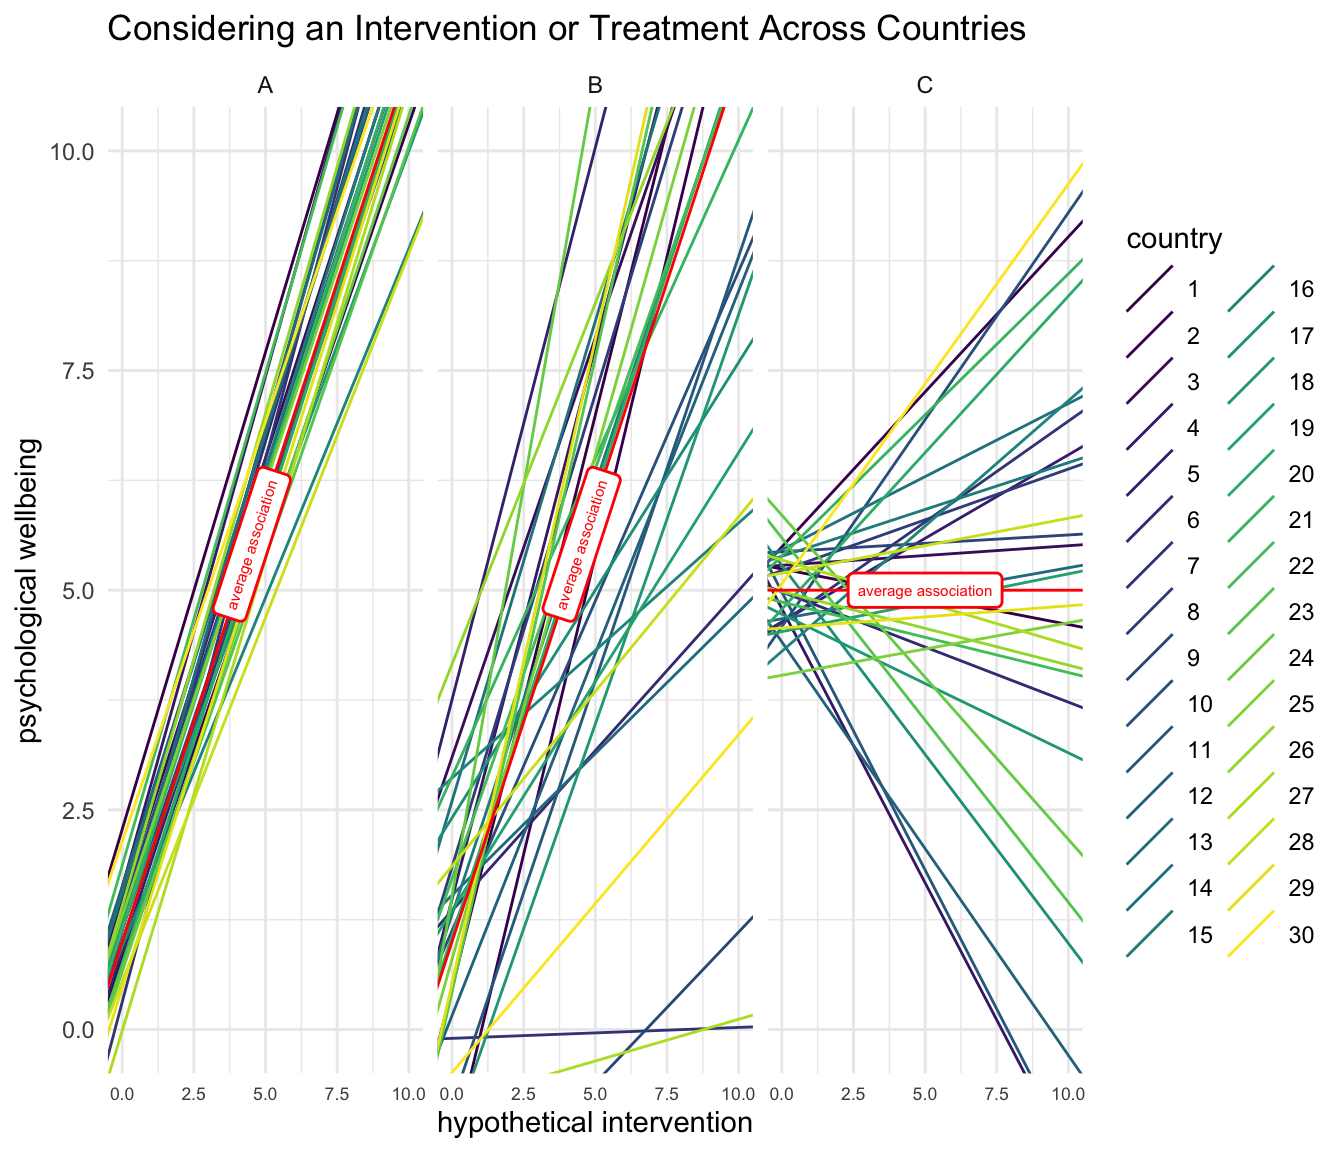 Considering an Intervention or Treatment Across Countries
A
B
C
psychological wellbeing
10.0
7.5
5.0
2.5
0.0
average association
average association
average association
0.0 2.5 5.0 7.5 10.0
0.0 2.5 5.0 7.5 10.0
0.0 2.5 5.0 7.5 10.0
hypothetical intervention
country
1
2
3
4
5
6
7
8
9
10
11
12
13
14
15
16
17
18
19
20
21
22
23
24
25
26
27
28
29
30